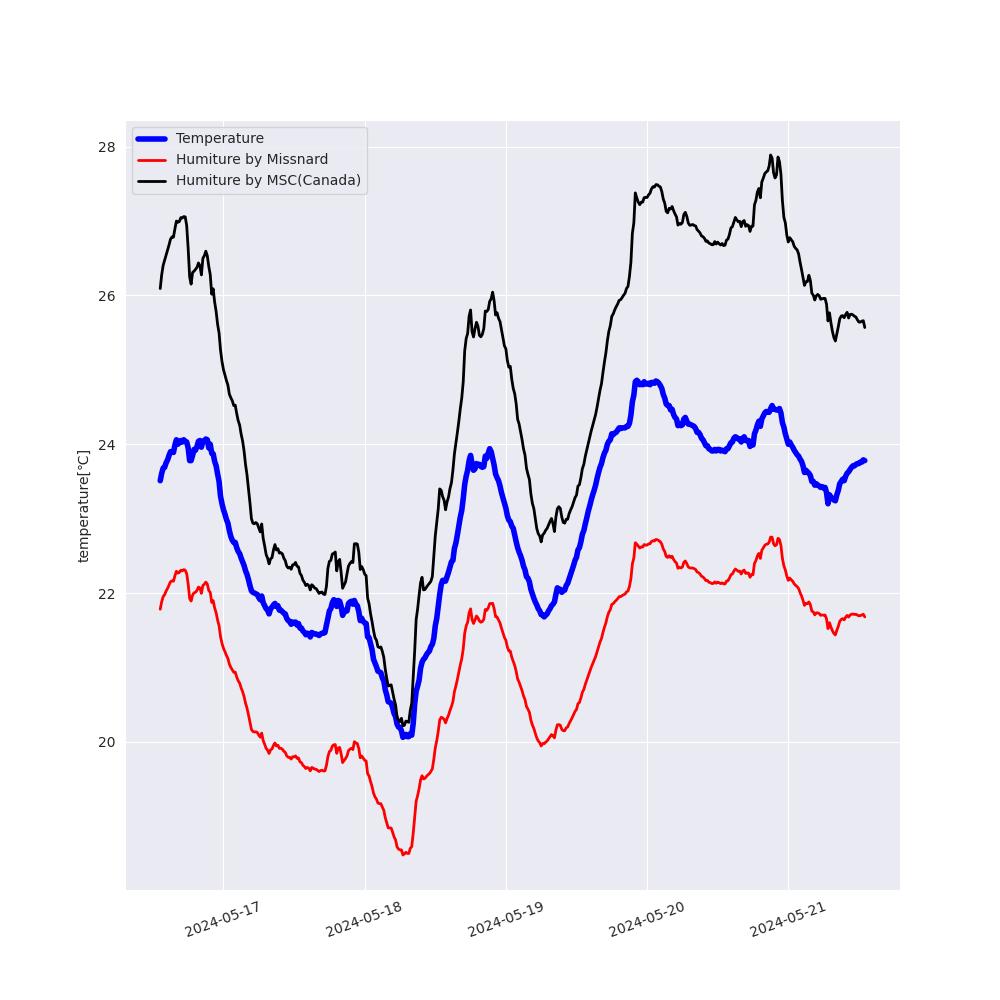 Temperature
Humiture by Missnard
Humiture by MSC(Canada)
28
26
24
22
20
temperature[℃]
2024-05-17
2024-05-18
2024-05-19
2024-05-20
2024-05-21